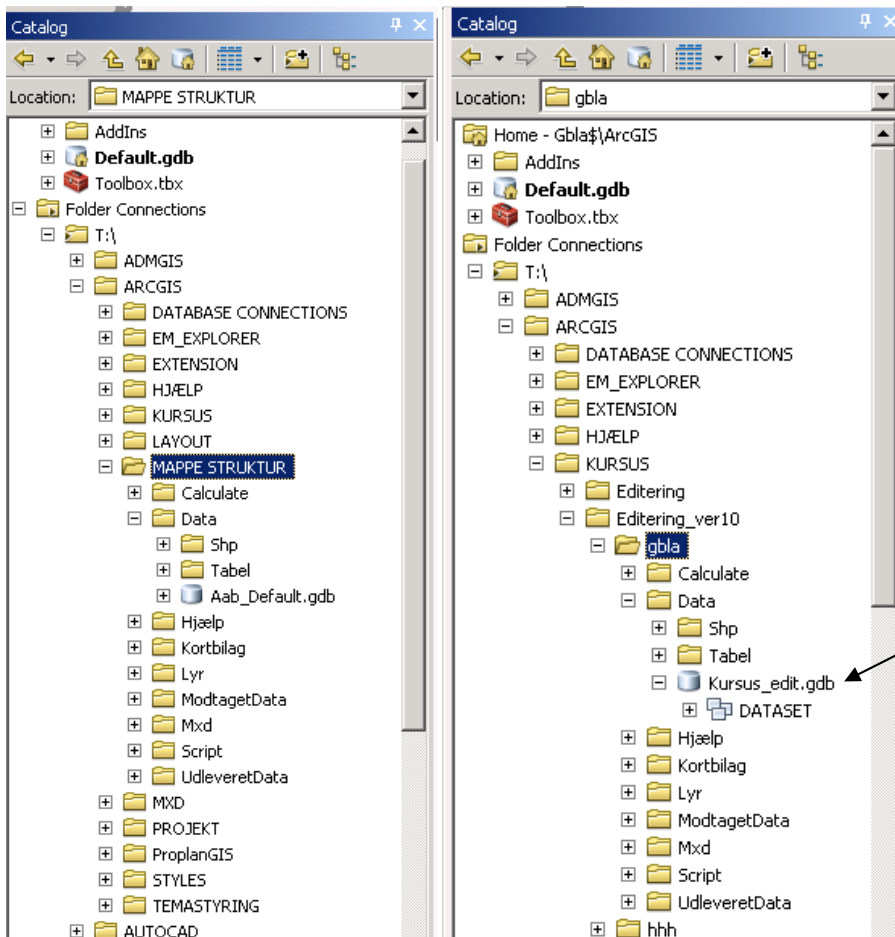 Catalog
Location: MAPPE STRUKTUR
AddIns
Default.gdb
Toolbox.tbx
Folder Connections
T:\
ADMGIS
ARCGIS
DATABASE CONNECTIONS
EM_EXPLORER
EXTENSION
HJÆLP
KURSUS
LAYOUT
MAPPE STRUKTUR
Calculate
Data
Shp
Tabel
Aab_Default.gdb
Hjælp
Kortbilag
Lyr
ModtagetData
Mxd
Script
UdleveretData
MXD
PROJEKT
ProplanGIS
STYLES
TEMASTYRING
AUTOCAD
Catalog
Location: gbla
Home - Gbla$\ArcGIS
AddIns
Default.gdb
Toolbox.tbx
Folder Connections
T:\
ADMGIS
ARCGIS
DATABASE CONNECTIONS
EM_EXPLORER
EXTENSION
HJÆLP
KURSUS
Editering
Editering_ver10
gbla
Calculate
Data
Shp
Tabel
Kursus_edit.gdb
DATASET
Hjælp
Kortbilag
Lyr
ModtagetData
Mxd
Script
UdleveretData
hhh